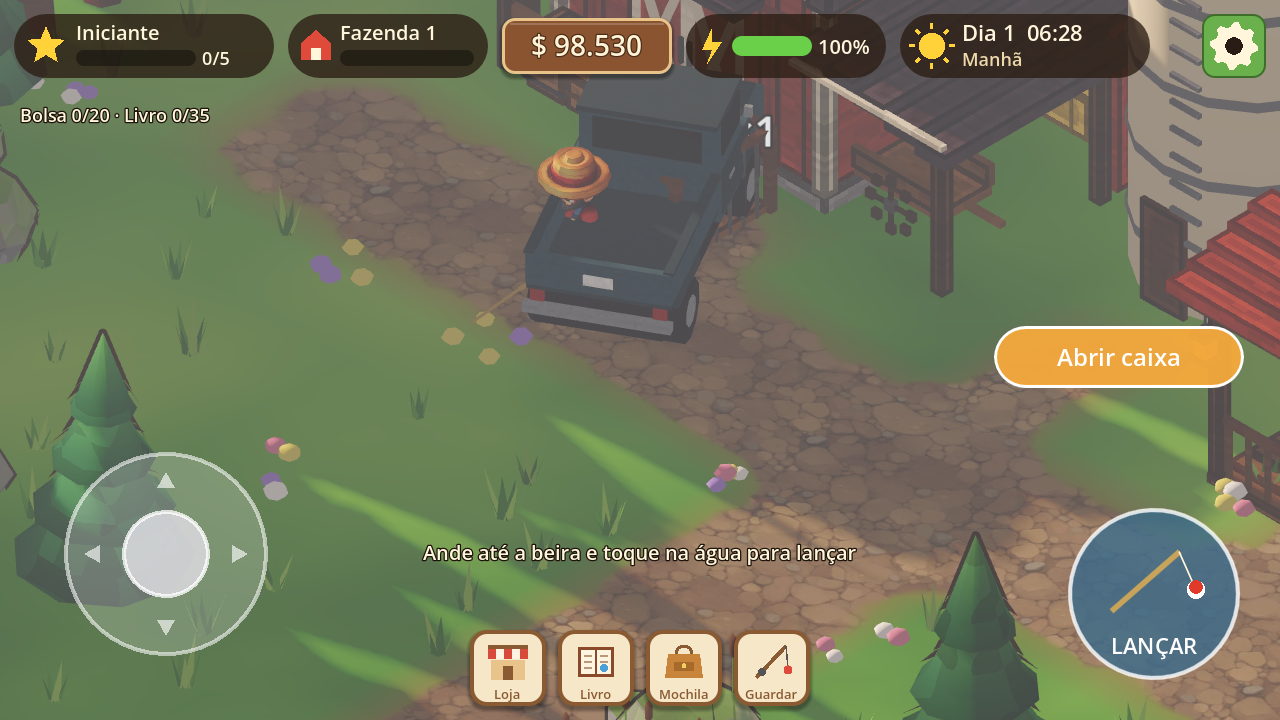 Iniciante
0/5
Fazenda 1
$ 98.530
100%
Dia 1 06:28
Manhã
Bolsa 0/20 · Livro 0/35
1
Abrir caixa
Ande até a beira e toque na água para lançar
LANÇAR
Loja
Livro
Mochila
Guardar